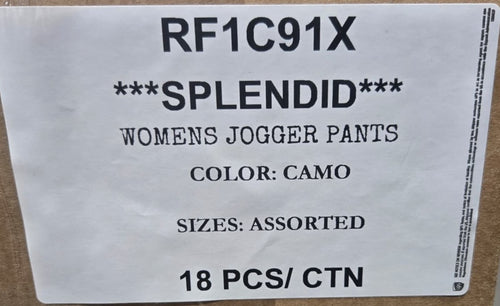 RF1C91X
***SPLENDID***
WOMENS JOGGER PANTS
COLOR: CAMO
SIZES: ASSORTED
18 PCS/ CTN